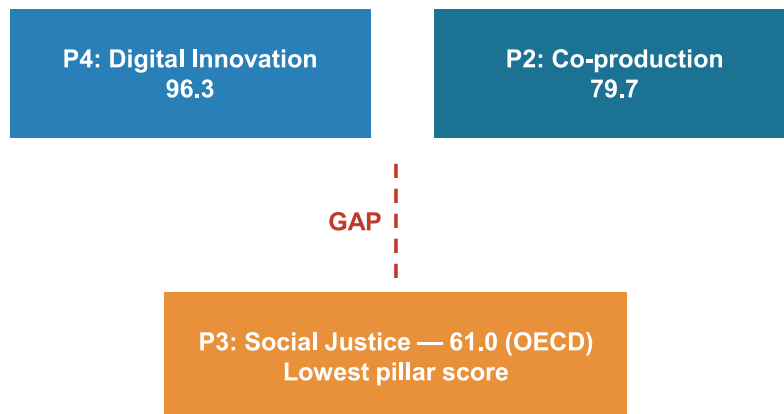 P4: Digital Innovation
96.3
P2: Co-production
79.7
GAP
P3: Social Justice — 61.0 (OECD)
Lowest pillar score